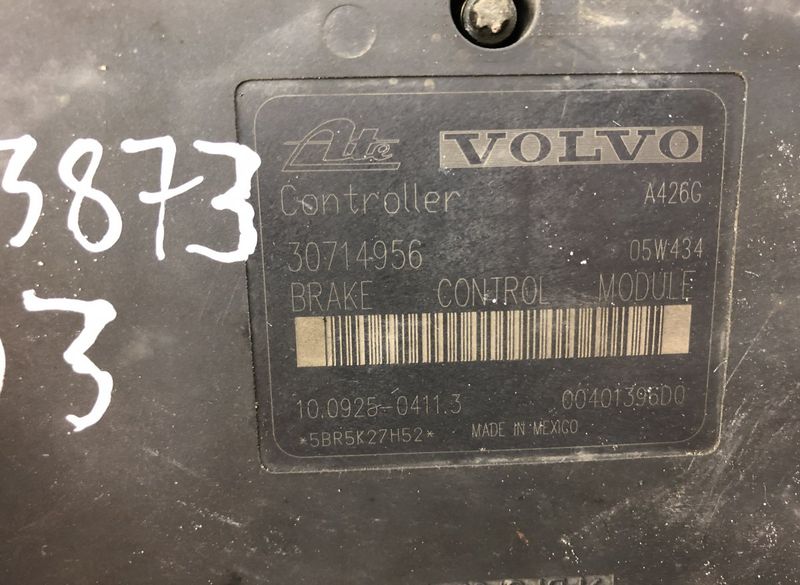 Ate VOLVO
Controller A426G
30714956 05W434
BRAKE CONTROL MODULE
10.0925-0411.3 00401396D0
*5BR5K27H52* MADE IN MEXICO
3873
3